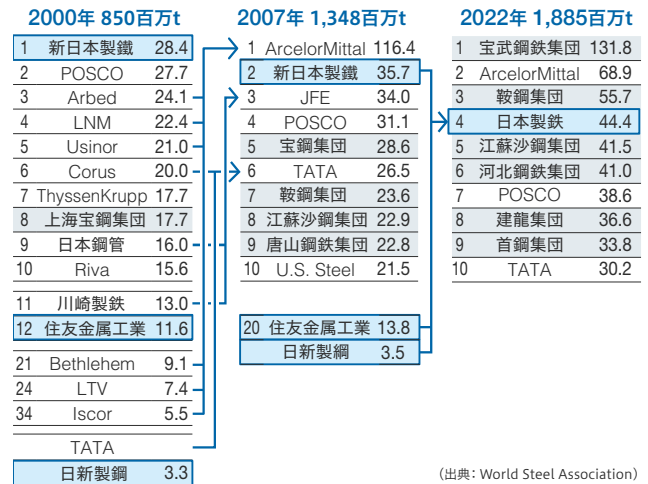 2000年 850百万t
1 新日本製鐵 28.4
2 POSCO 27.7
3 Arbed 24.1
4 LNM 22.4
5 Usinor 21.0
6 Corus 20.0
7 ThyssenKrupp 17.7
8 上海宝鋼集団 17.7
9 日本鋼管 16.0
10 Riva 15.6
11 川崎製鉄 13.0
12 住友金属工業 11.6
21 Bethlehem 9.1
24 LTV 7.4
34 Iscor 5.5
TATA
日新製鋼 3.3
2007年 1,348百万t
1 ArcelorMittal 116.4
2 新日本製鐵 35.7
3 JFE 34.0
4 POSCO 31.1
5 宝鋼集団 28.6
6 TATA 26.5
7 鞍鋼集団 23.6
8 江蘇沙鋼集団 22.9
9 唐山鋼鉄集団 22.8
10 U.S. Steel 21.5
20 住友金属工業 13.8
日新製鋼 3.5
2022年 1,885百万t
1 宝武鋼鉄集団 131.8
2 ArcelorMittal 68.9
3 鞍鋼集団 55.7
4 日本製鉄 44.4
5 江蘇沙鋼集団 41.5
6 河北鋼鉄集団 41.0
7 POSCO 38.6
8 建龍集団 36.6
9 首鋼集団 33.8
10 TATA 30.2
（出典：World Steel Association）